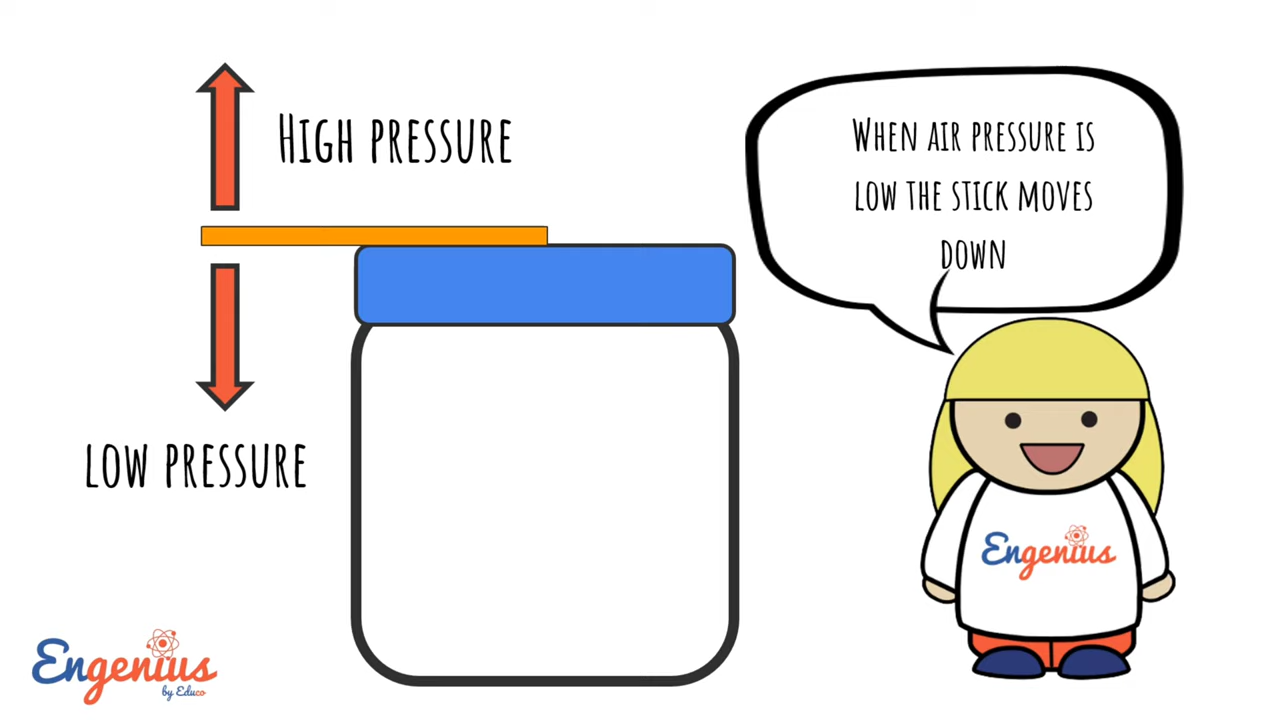 High pressure
When air pressure is
low the stick moves
down
low pressure
Engenius
Engenius
by Educo